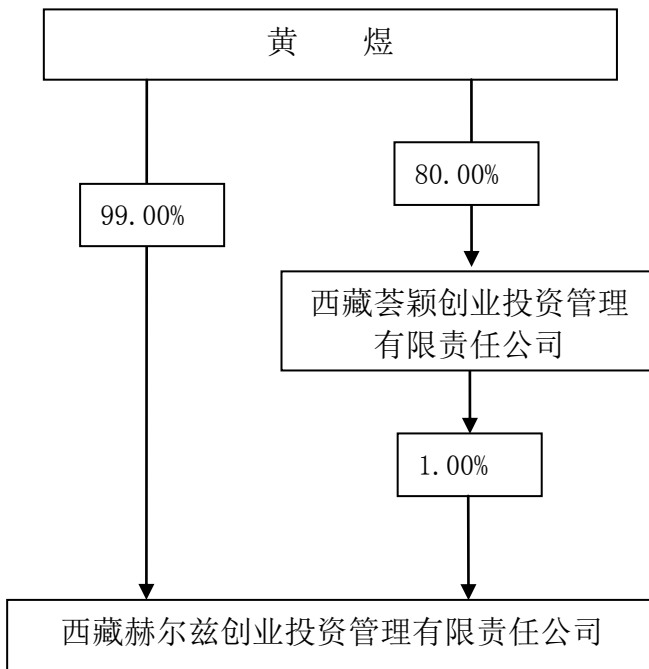 黄 煜
80.00%
99.00%
西藏荟颖创业投资管理
有限责任公司
1.00%
西藏赫尔兹创业投资管理有限责任公司